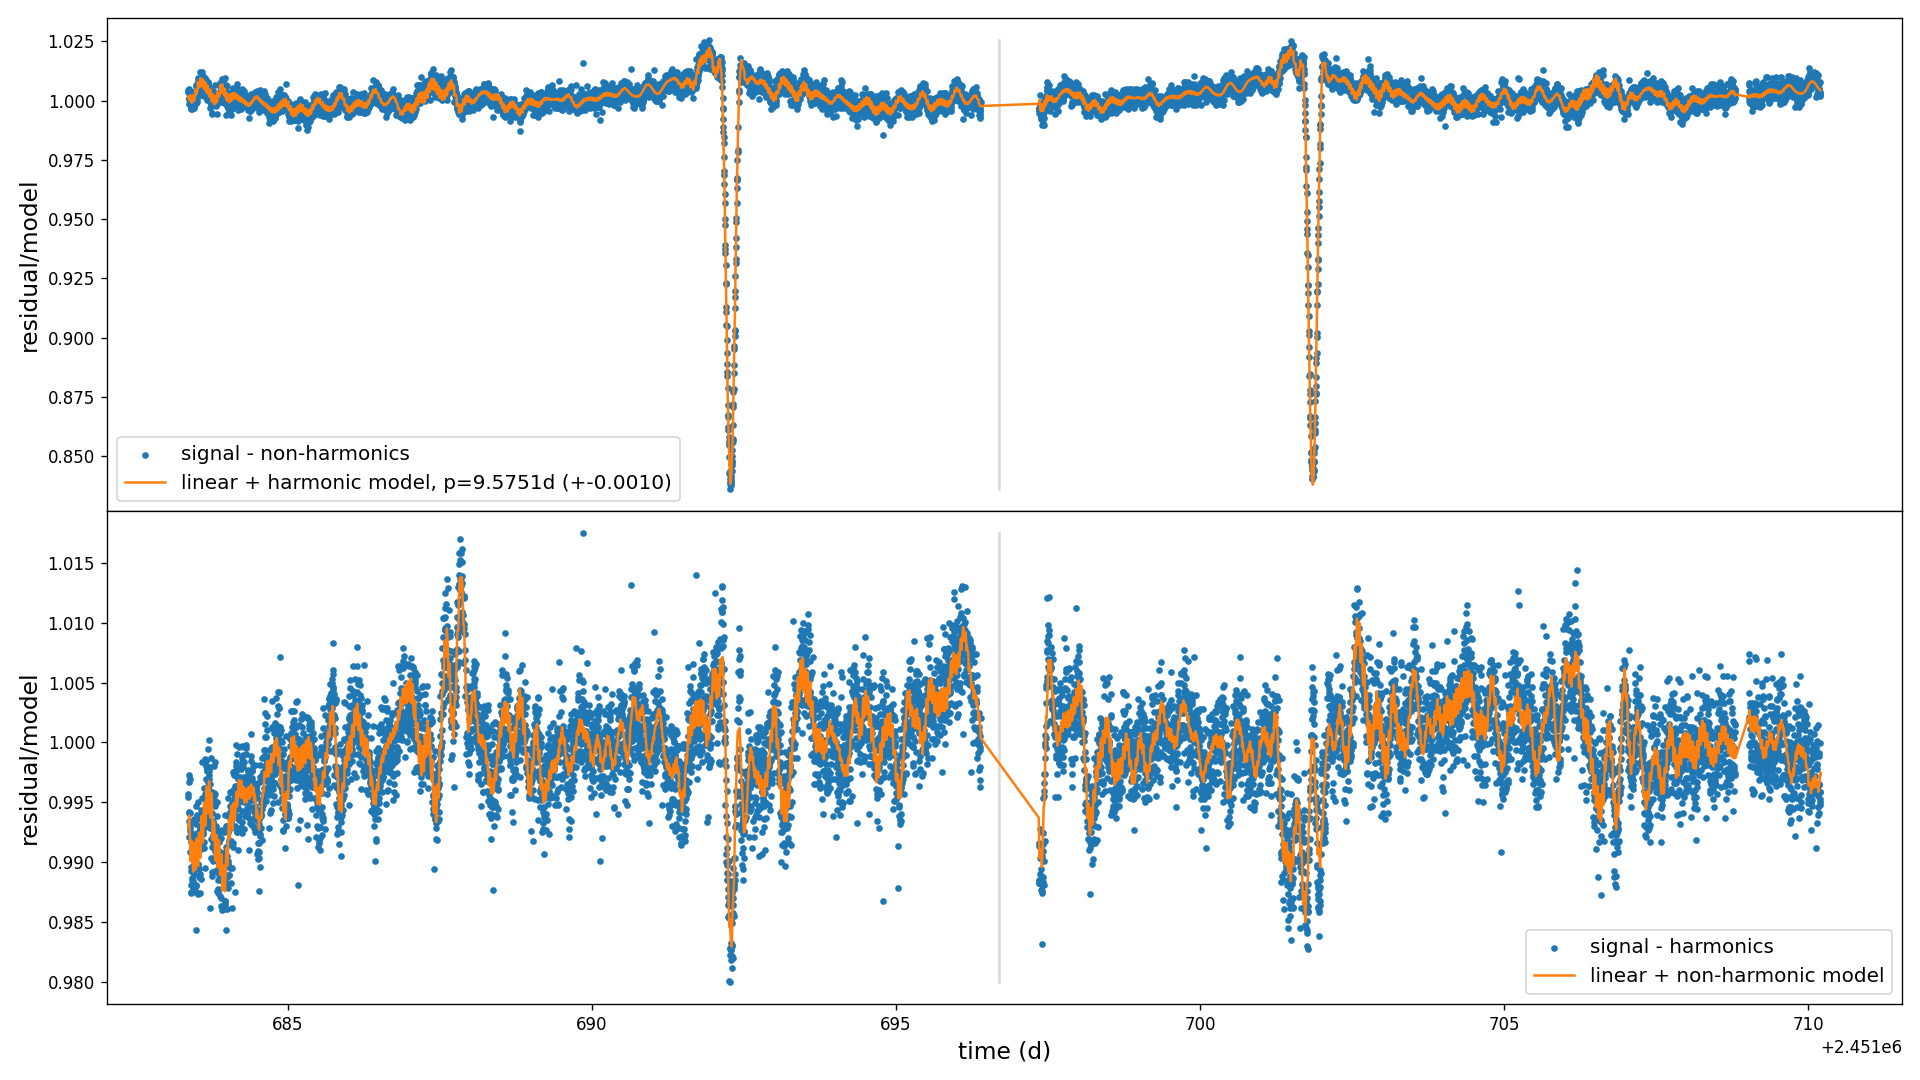 residual/model
1.025
1.000
0.975
0.950
0.925
0.900
0.875
0.850
signal - non-harmonics
linear + harmonic model, p=9.5751d (+-0.0010)
residual/model
1.015
1.010
1.005
1.000
0.995
0.990
0.985
0.980
signal - harmonics
linear + non-harmonic model
685
690
695
700
705
710
time (d)
+2.451e6